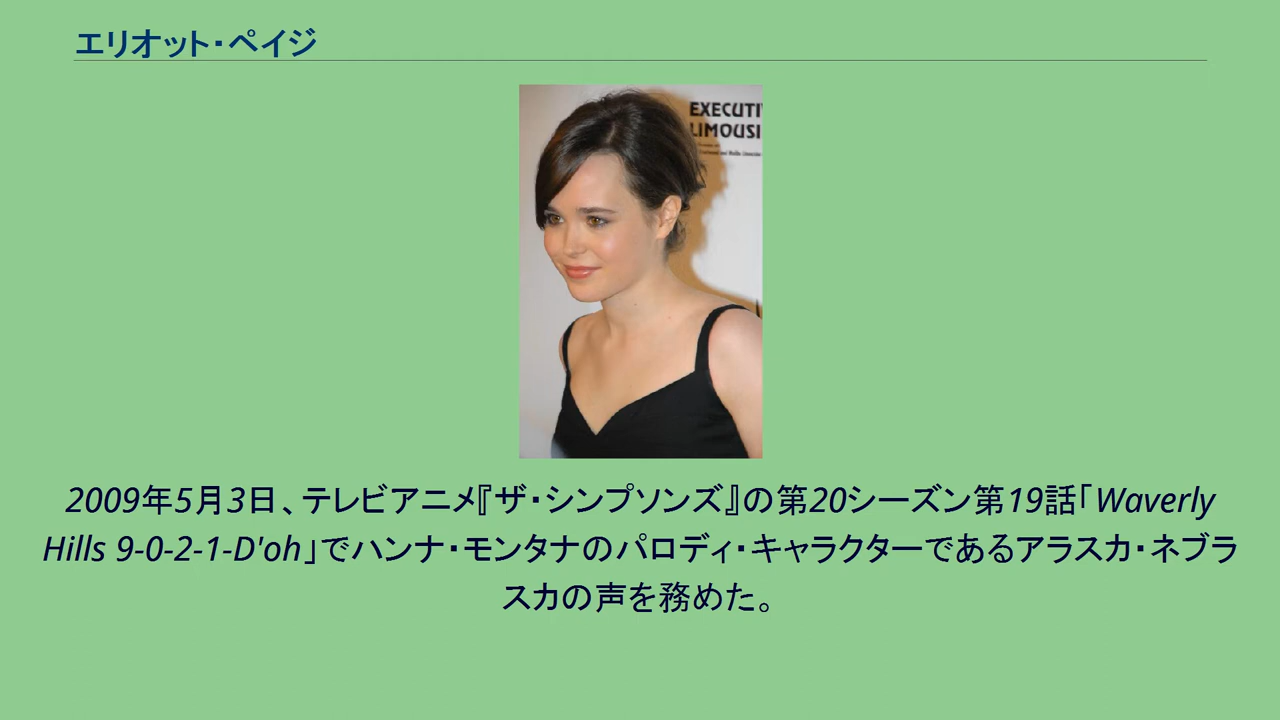 エリオット・ペイジ
EXECUTI
LIMOUSI
2009年5月3日、テレビアニメ『ザ・シンプソンズ』の第20シーズン第19話「Waverly
Hills 9-0-2-1-D'oh」でハンナ・モンタナのパロディ・キャラクターであるアラスカ・ネブラ
スカの声を務めた。